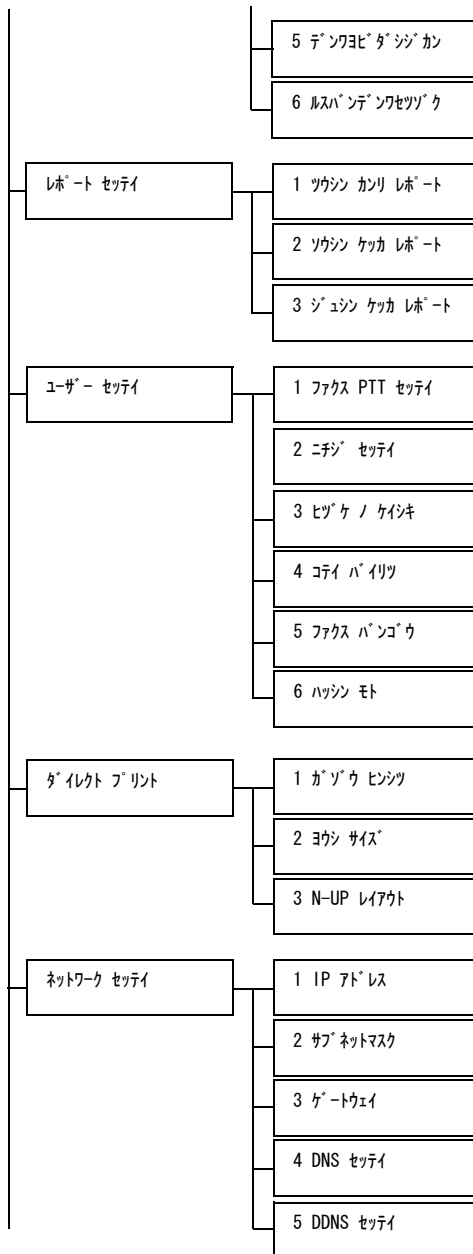 5 ﾃﾞﾝﾜﾖﾋﾞﾀﾞｼｼﾞｶﾝ
6 ﾙｽﾊﾞﾝﾃﾞﾝﾜｾﾂｿﾞｸ
ﾚﾎﾟｰﾄ ｾｯﾃｲ
1 ﾂｳｼﾝ ｶﾝﾘ ﾚﾎﾟｰﾄ
2 ｿｳｼﾝ ｹｯｶ ﾚﾎﾟｰﾄ
3 ｼﾞｭｼﾝ ｹｯｶ ﾚﾎﾟｰﾄ
ﾕｰｻﾞｰ ｾｯﾃｲ
1 ﾌｧｸｽ PTT ｾｯﾃｲ
2 ﾆﾁｼﾞ ｾｯﾃｲ
3 ﾋﾂﾞｹ ﾉ ｹｲｼｷ
4 ｺﾃｲ ﾊﾞｲﾘﾂ
5 ﾌｧｸｽ ﾊﾞﾝｺﾞｳ
6 ﾊｯｼﾝ ﾓﾄ
ﾀﾞｲﾚｸﾄ ﾌﾟﾘﾝﾄ
1 ｶﾞｿﾞｳ ﾋﾝｼﾂ
2 ﾖｳｼ ｻｲｽﾞ
3 N-UP ﾚｲｱｳﾄ
ﾈｯﾄﾜｰｸ ｾｯﾃｲ
1 IP ｱﾄﾞﾚｽ
2 ｻﾌﾞﾈｯﾄﾏｽｸ
3 ｹﾞｰﾄｳｪｲ
4 DNS ｾｯﾃｲ
5 DDNS ｾｯﾃｲ